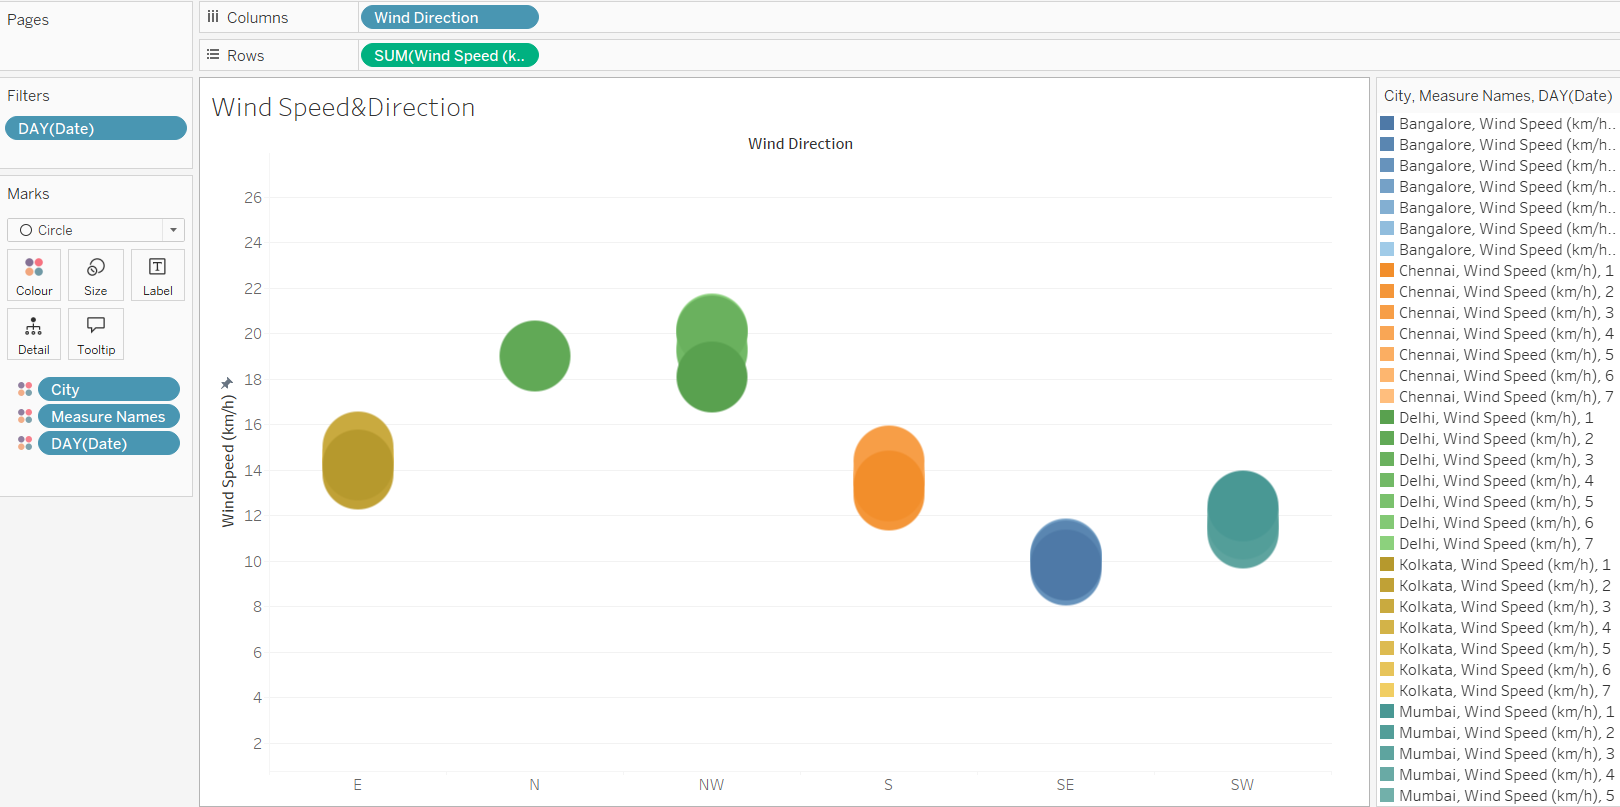 Pages
Columns
Wind Direction
Rows
SUM(Wind Speed (k..
Filters
DAY(Date)
Marks
Circle
Colour
Size
Label
Detail
Tooltip
City
Measure Names
DAY(Date)
Wind Speed&Direction
Wind Direction
Wind Speed (km/h)
26
24
22
20
18
16
14
12
10
8
6
4
2
E
N
NW
S
SE
SW
City, Measure Names, DAY(Date)
Bangalore, Wind Speed (km/h..
Bangalore, Wind Speed (km/h..
Bangalore, Wind Speed (km/h..
Bangalore, Wind Speed (km/h..
Bangalore, Wind Speed (km/h..
Bangalore, Wind Speed (km/h..
Bangalore, Wind Speed (km/h..
Chennai, Wind Speed (km/h), 1
Chennai, Wind Speed (km/h), 2
Chennai, Wind Speed (km/h), 3
Chennai, Wind Speed (km/h), 4
Chennai, Wind Speed (km/h), 5
Chennai, Wind Speed (km/h), 6
Chennai, Wind Speed (km/h), 7
Delhi, Wind Speed (km/h), 1
Delhi, Wind Speed (km/h), 2
Delhi, Wind Speed (km/h), 3
Delhi, Wind Speed (km/h), 4
Delhi, Wind Speed (km/h), 5
Delhi, Wind Speed (km/h), 6
Delhi, Wind Speed (km/h), 7
Kolkata, Wind Speed (km/h), 1
Kolkata, Wind Speed (km/h), 2
Kolkata, Wind Speed (km/h), 3
Kolkata, Wind Speed (km/h), 4
Kolkata, Wind Speed (km/h), 5
Kolkata, Wind Speed (km/h), 6
Kolkata, Wind Speed (km/h), 7
Mumbai, Wind Speed (km/h), 1
Mumbai, Wind Speed (km/h), 2
Mumbai, Wind Speed (km/h), 3
Mumbai, Wind Speed (km/h), 4
Mumbai, Wind Speed (km/h), 5